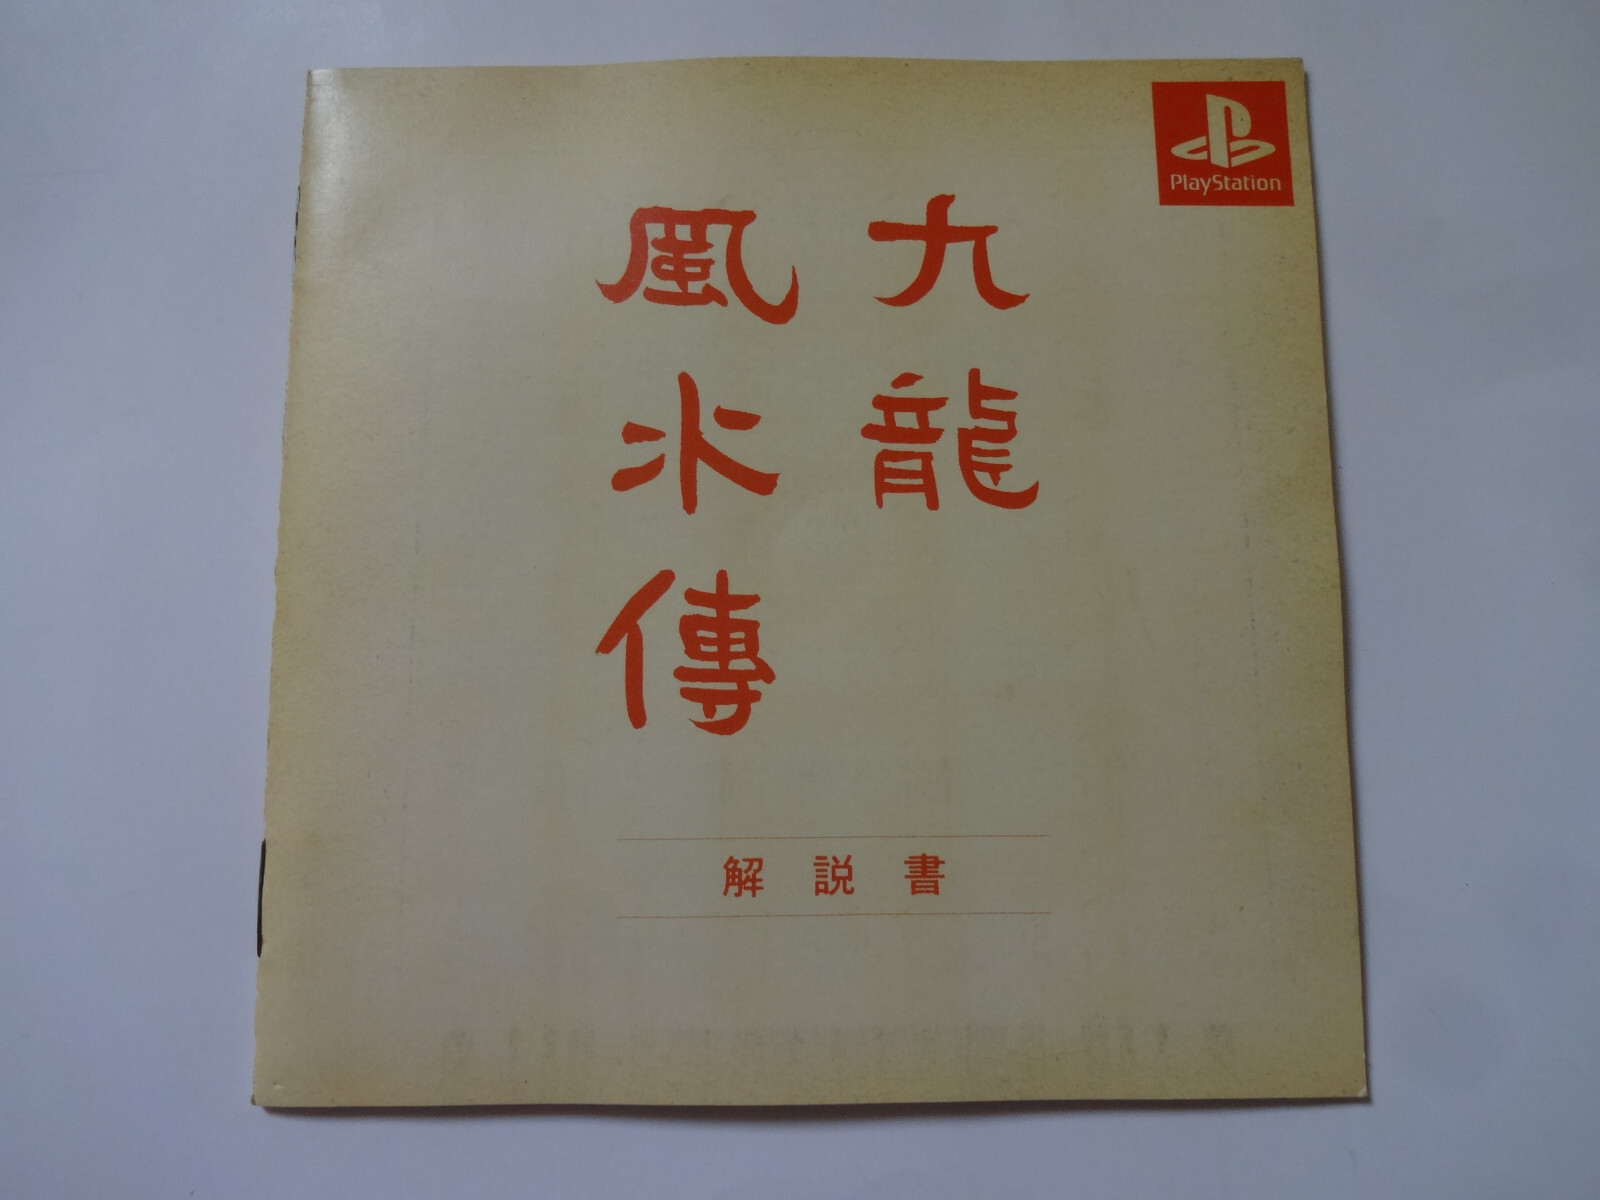 PlayStation
九龍
風水傳
解説書